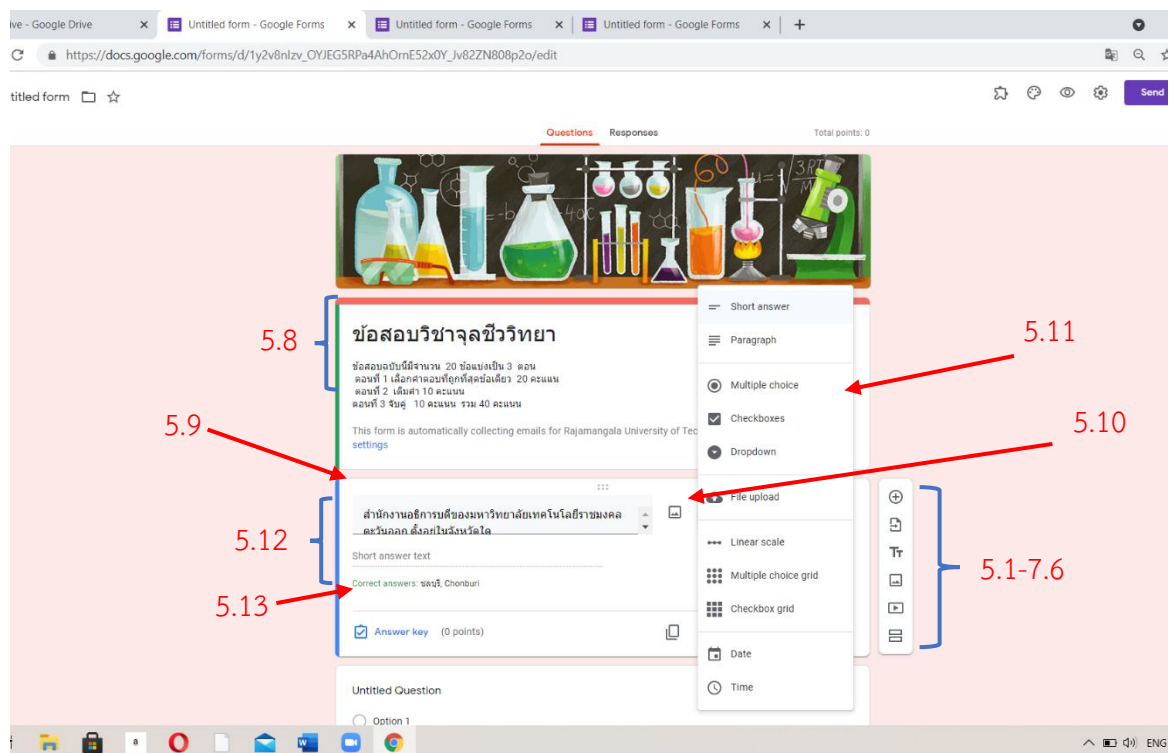 ive - Google Drive
Untitled form - Google Forms
Untitled form - Google Forms
Untitled form - Google Forms
https://docs.google.com/forms/d/1y2v8nIzv_OYJEG5RPa4AhOrnE52x0Y_Jv82ZN808p2o/edit
titled form
Send
Questions Responses
Total points: 0
3RT
M
μ=
-b
4ac
5.8
ข้อสอบวิชาจุลชีววิทยา
ข้อสอบฉบับนี้มีจำนวน 20 ข้อแบ่งเป็น 3 ตอน
ตอนที่ 1 เลือกคำตอบที่ถูกที่สุดข้อเดียว 20 คะแนน
ตอนที่ 2 เติมคำ 10 คะแนน
ตอนที่ 3 จับคู่ 10 คะแนน รวม 40 คะแนน
This form is automatically collecting emails for Rajamangala University of Tec
settings
5.9
5.12
สำนักงานอธิการบดีของมหาวิทยาลัยเทคโนโลยีราชมงคล
ตะวันออก ตั้งอยู่ในจังหวัดใด
Short answer text
Correct answers: ชลบุรี, Chonburi
5.13
Answer key (0 points)
Untitled Question
Option 1
Short answer
Paragraph
Multiple choice
Checkboxes
Dropdown
File upload
Linear scale
Multiple choice grid
Checkbox grid
Date
Time
5.11
5.10
Tт
5.1-7.6
a
ENG